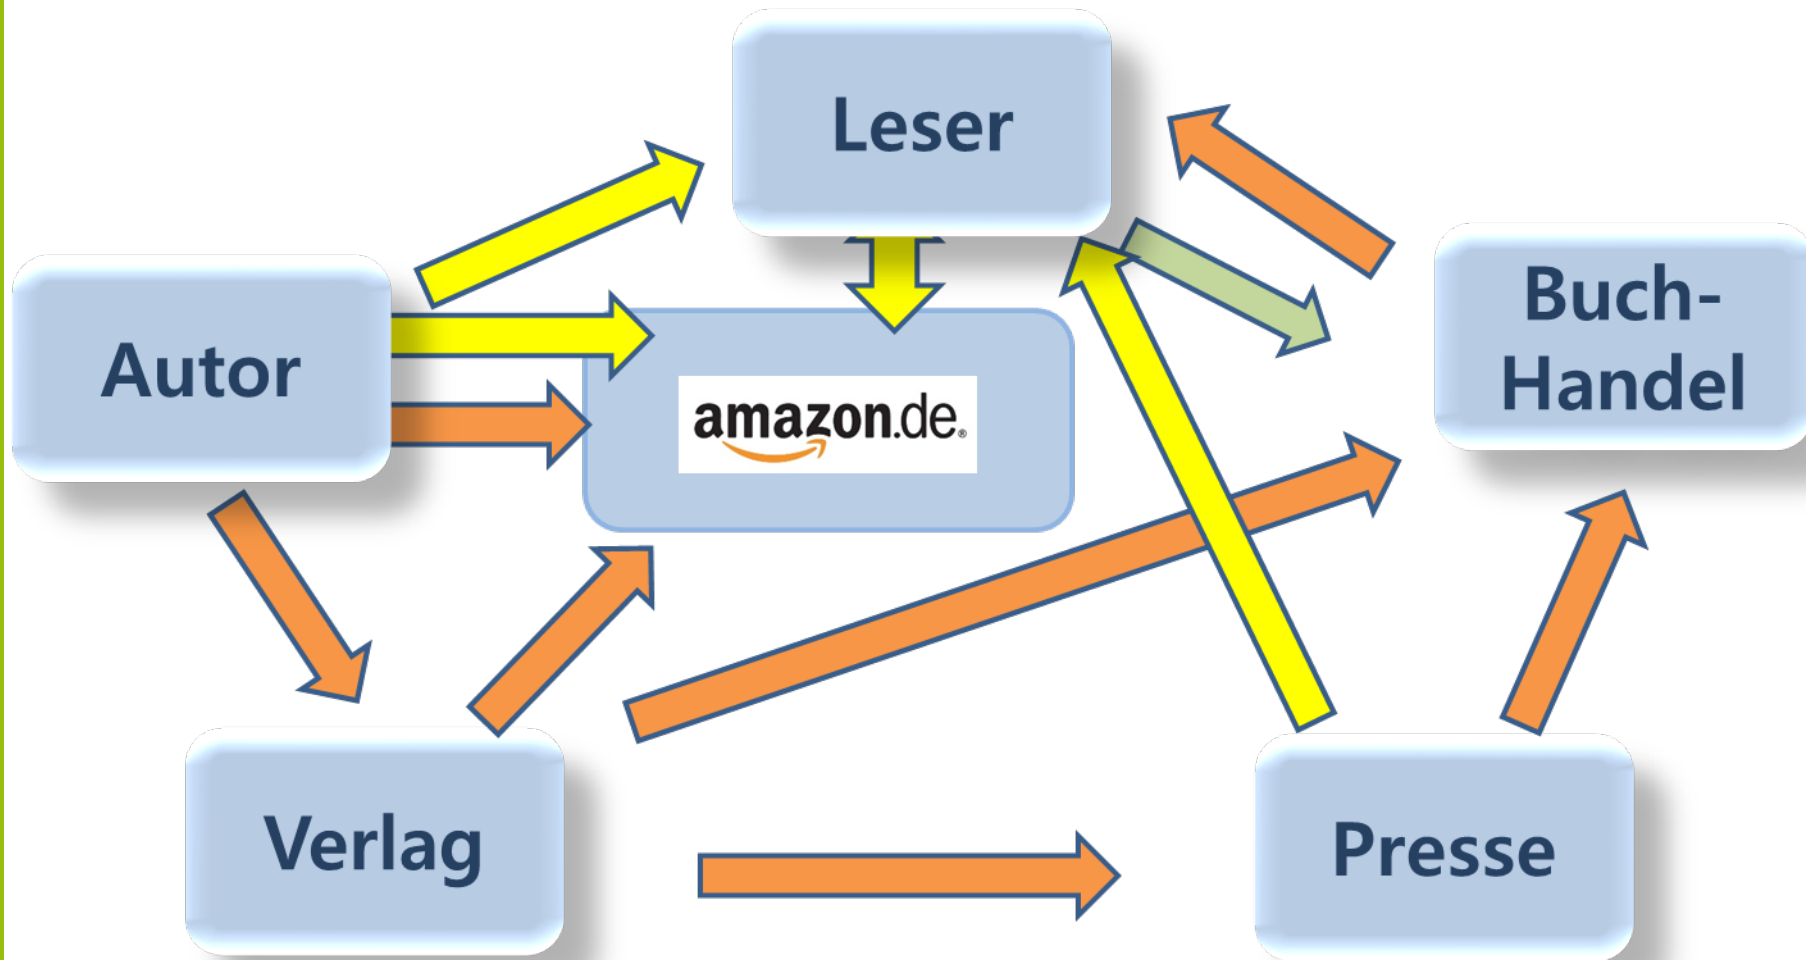 Leser
Autor
amazon.de®
Buch-
Handel
Verlag
Presse